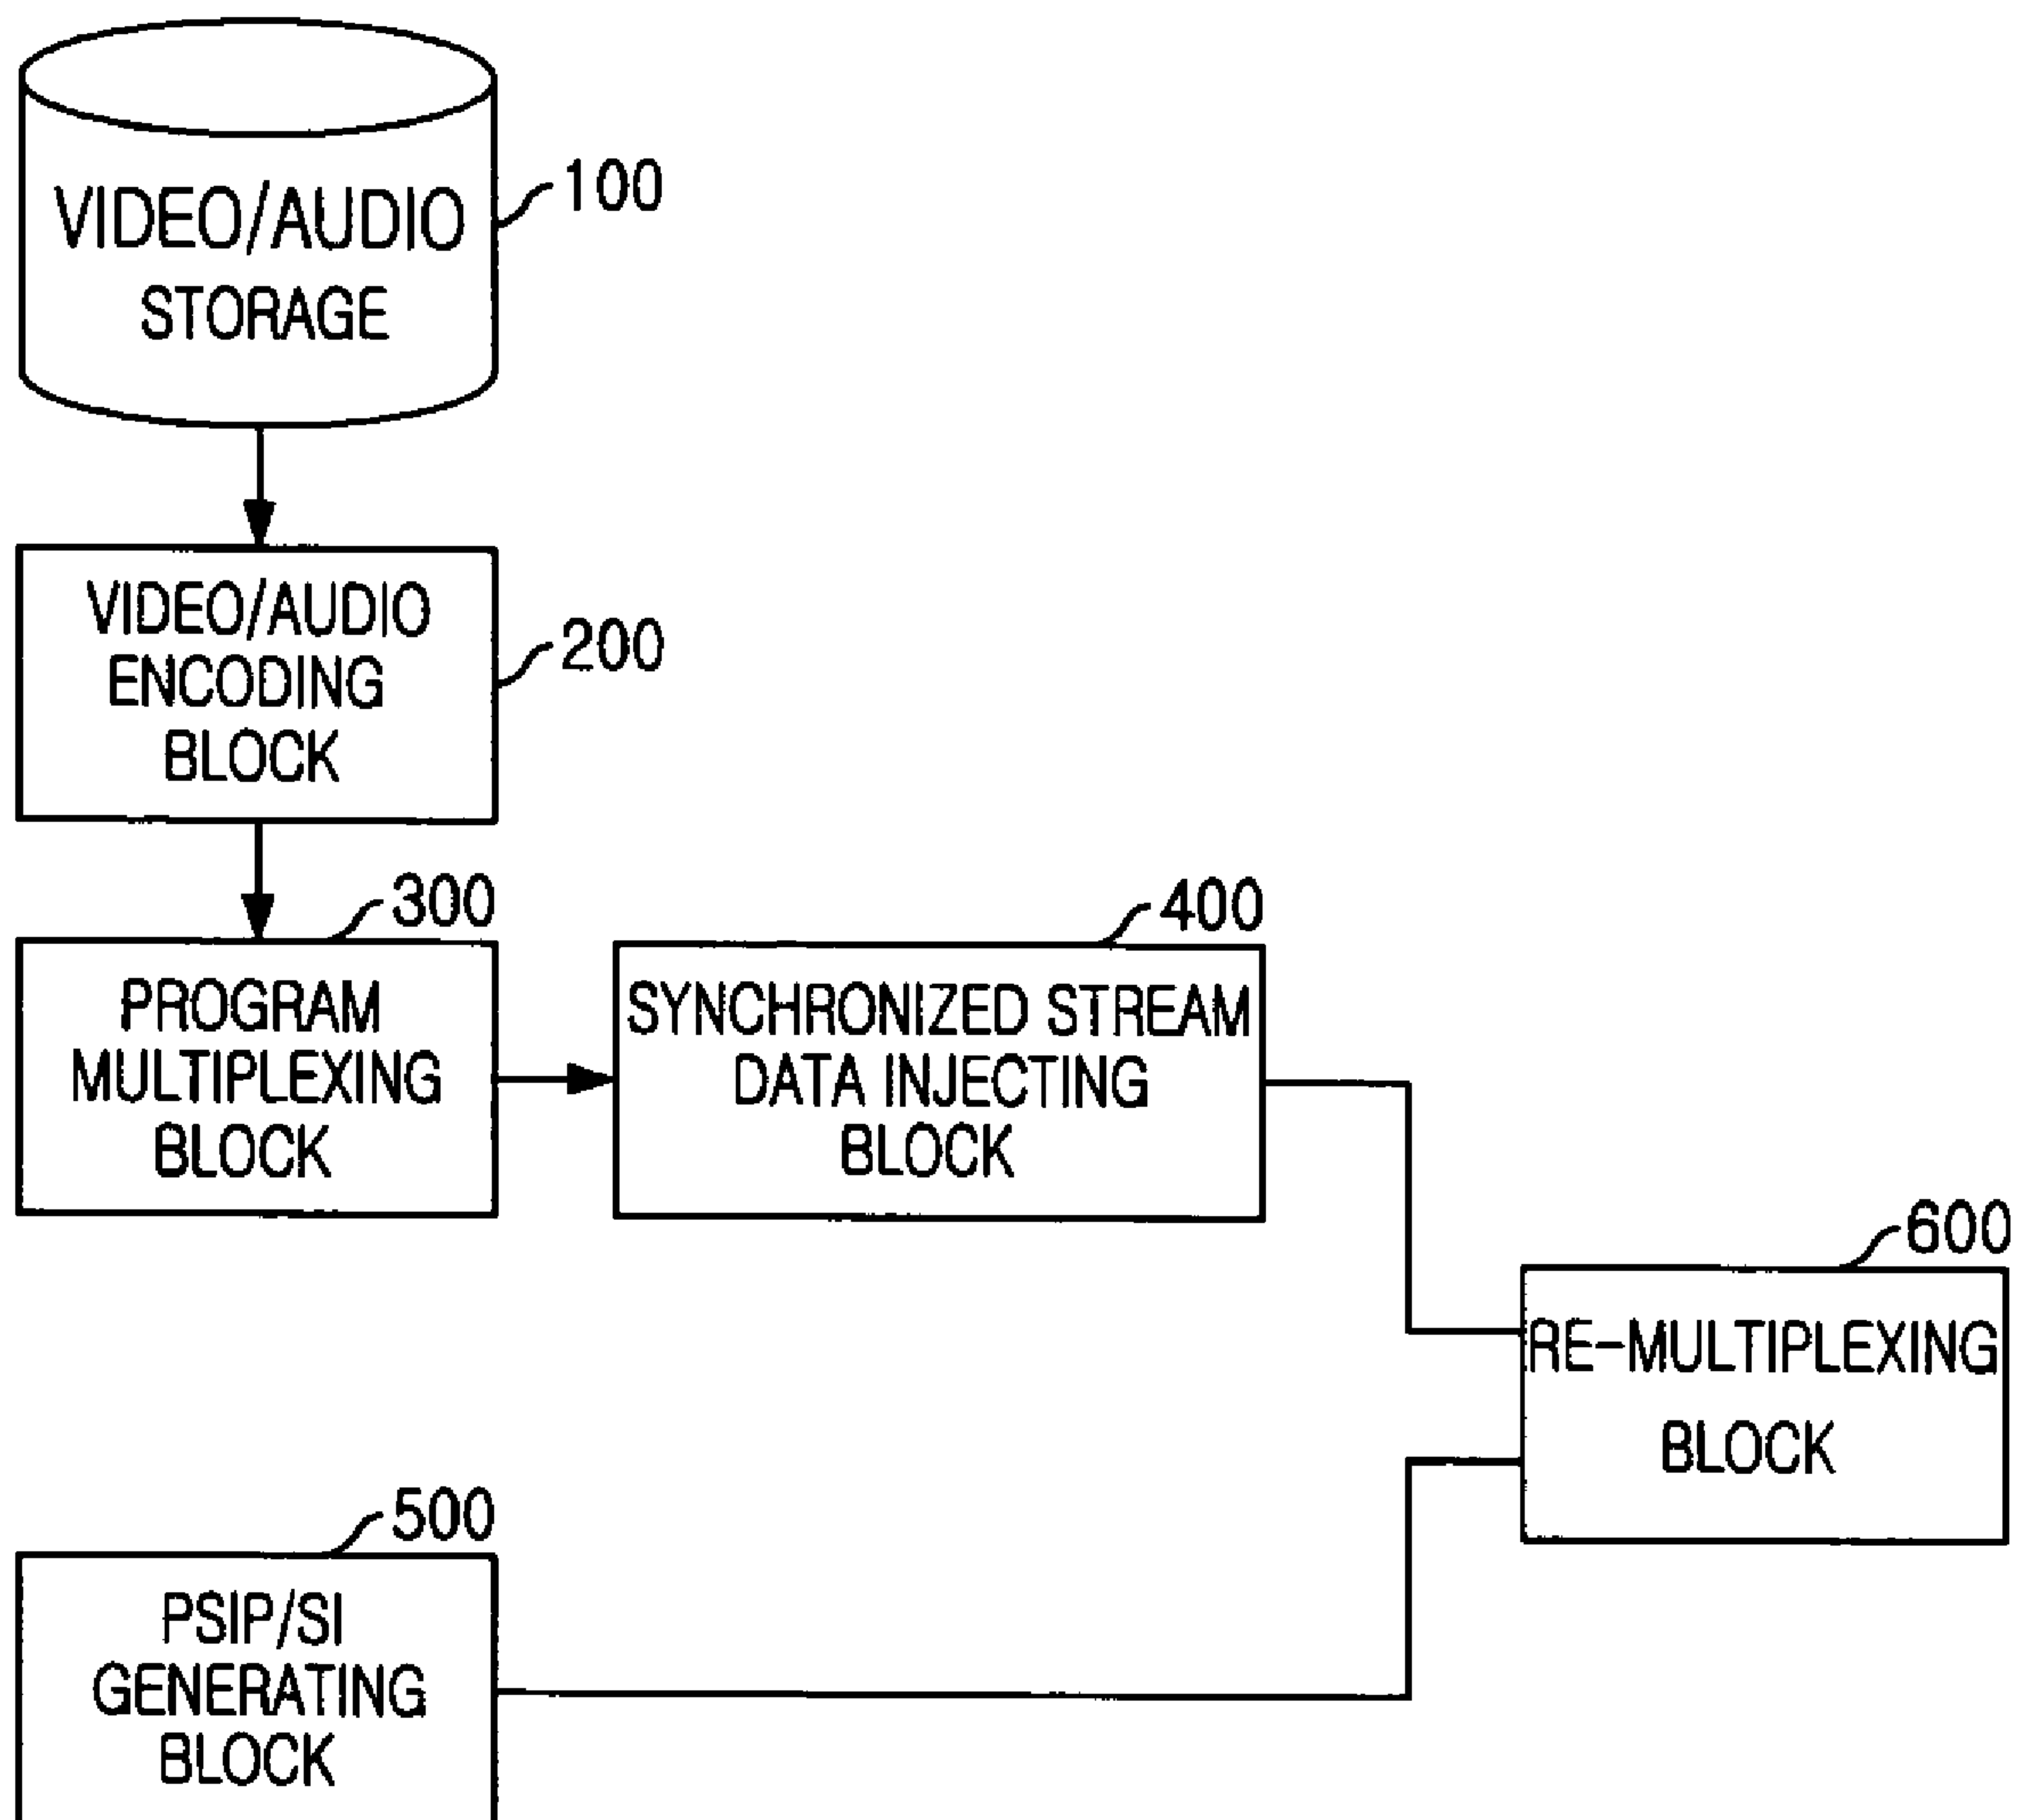 VIDEO/AUDIO
STORAGE
100
VIDEO/AUDIO
ENCODING
BLOCK
200
300
PROGRAM
MULTIPLEXING
BLOCK
400
SYNCHRONIZED STREAM
DATA INJECTING
BLOCK
600
RE-MULTIPLEXING
BLOCK
500
PSIP/SI
GENERATING
BLOCK